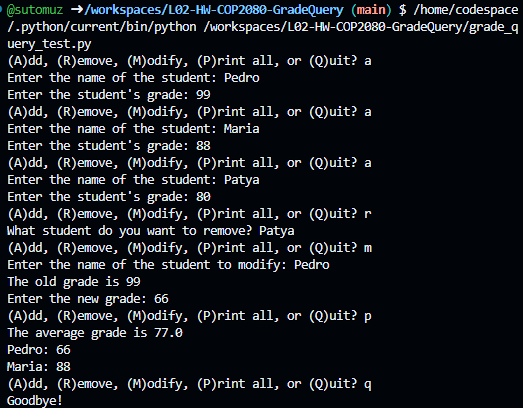 @sutomuz ➜/workspaces/L02-HW-COP2080-GradeQuery (main) $ /home/codespace
/.python/current/bin/python /workspaces/L02-HW-COP2080-GradeQuery/grade_q
uery_test.py
(A)dd, (R)emove, (M)odify, (P)rint all, or (Q)uit? a
Enter the name of the student: Pedro
Enter the student's grade: 99
(A)dd, (R)emove, (M)odify, (P)rint all, or (Q)uit? a
Enter the name of the student: Maria
Enter the student's grade: 88
(A)dd, (R)emove, (M)odify, (P)rint all, or (Q)uit? a
Enter the name of the student: Patya
Enter the student's grade: 80
(A)dd, (R)emove, (M)odify, (P)rint all, or (Q)uit? r
What student do you want to remove? Patya
(A)dd, (R)emove, (M)odify, (P)rint all, or (Q)uit? m
Enter the name of the student to modify: Pedro
The old grade is 99
Enter the new grade: 66
(A)dd, (R)emove, (M)odify, (P)rint all, or (Q)uit? p
The average grade is 77.0
Pedro: 66
Maria: 88
(A)dd, (R)emove, (M)odify, (P)rint all, or (Q)uit? q
Goodbye!